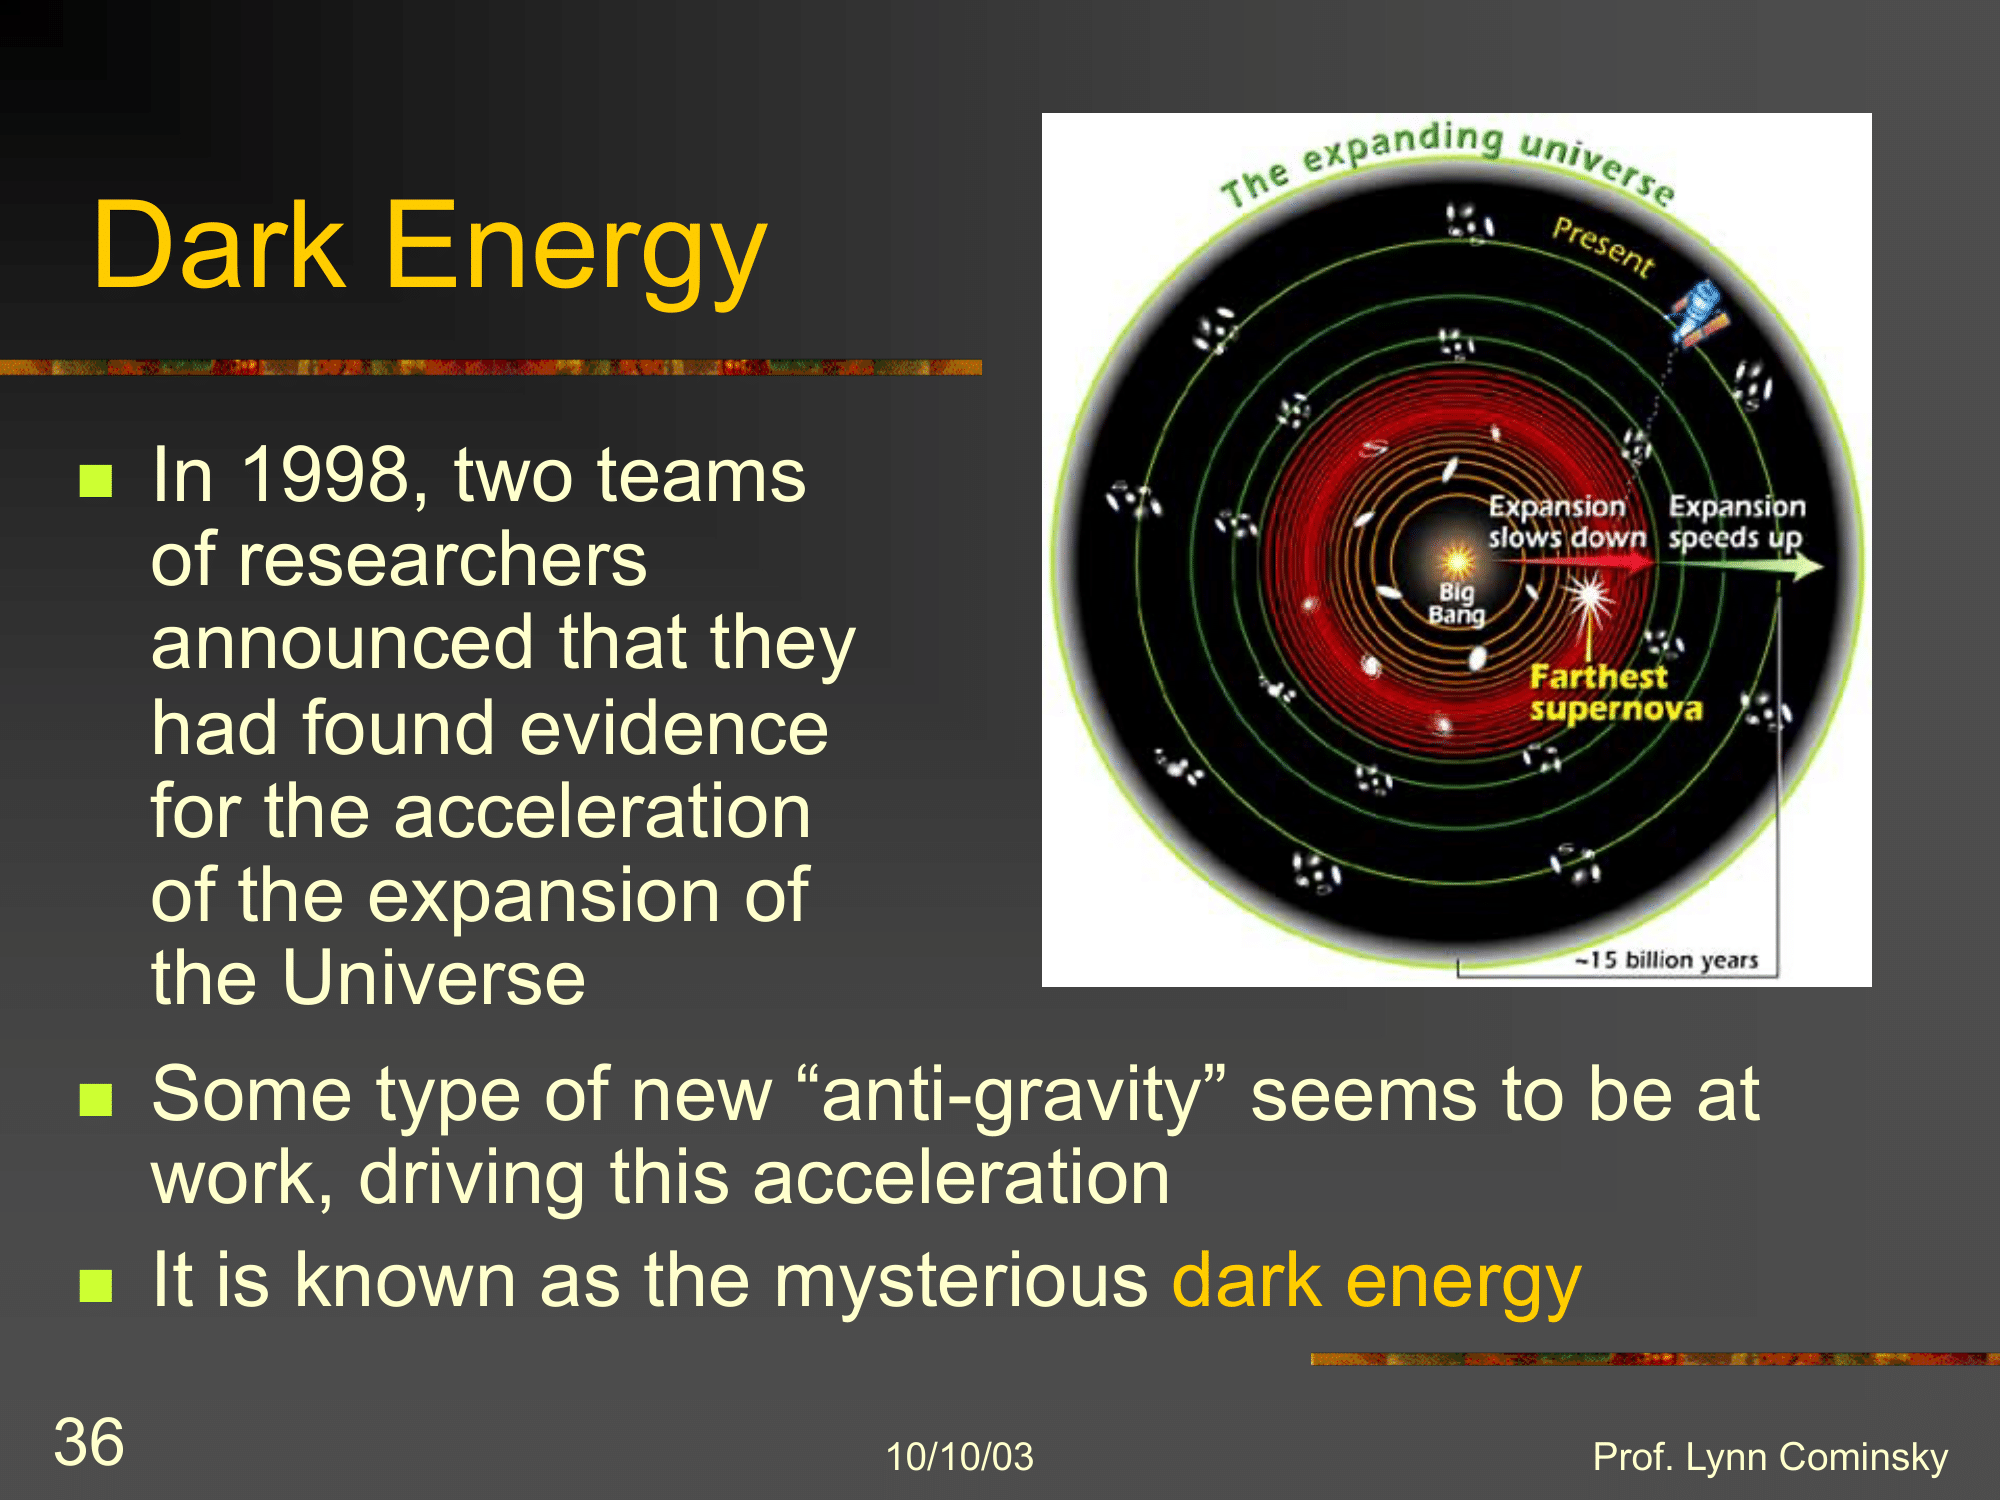 Dark Energy
The expanding universe
Present
Expansion slows down
Expansion speeds up
Big
Bang
Farthest
supernova
~15 billion years
In 1998, two teams
of researchers
announced that they
had found evidence
for the acceleration
of the expansion of
the Universe
Some type of new “anti-gravity” seems to be at
work, driving this acceleration
It is known as the mysterious dark energy
36
10/10/03
Prof. Lynn Cominsky